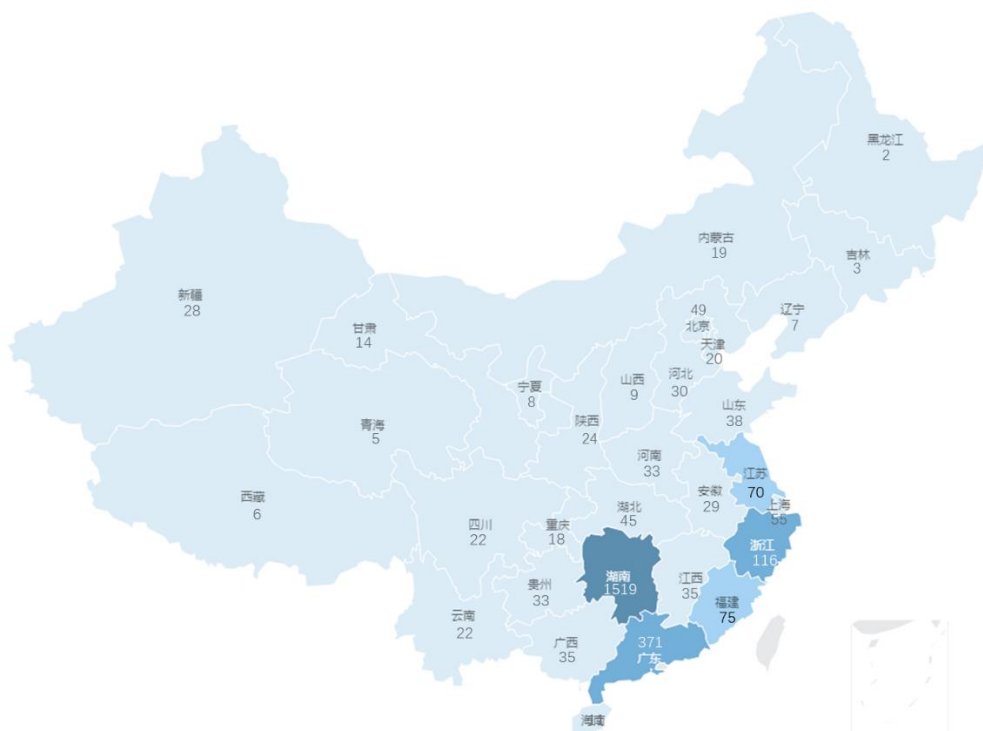 黑龙江
2
内蒙古
19
吉林
3
新疆
28
甘肃
14
辽宁
7
49
北京
天津
20
河北
30
山西
9
宁夏
8
山东
38
青海
5
陕西
24
河南
33
江苏
70
安徽
29
上海
55
西藏
6
四川
22
重庆
18
湖北
45
浙江
116
湖南
1519
江西
35
贵州
33
福建
75
云南
22
广西
35
371
广东
海南